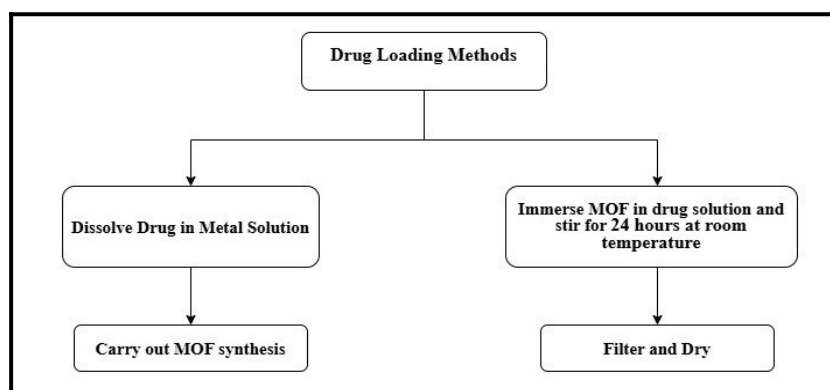 Drug Loading Methods
Dissolve Drug in Metal Solution
Immerse MOF in drug solution and
stir for 24 hours at room
temperature
Carry out MOF synthesis
Filter and Dry